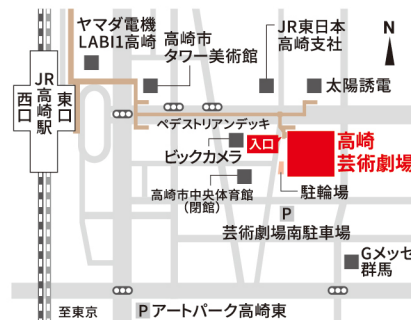 ヤマダ電機
LABI1高崎
高崎市
タワー美術館
JR東日本
高崎支社
N
太陽誘電
JR高崎駅
西口
東口
ペデストリアンデッキ
入口
高崎
芸術劇場
ビックカメラ
高崎市中央体育館
(閉館)
駐輪場
P
芸術劇場南駐車場
Gメッセ
群馬
至東京
P アートパーク高崎東